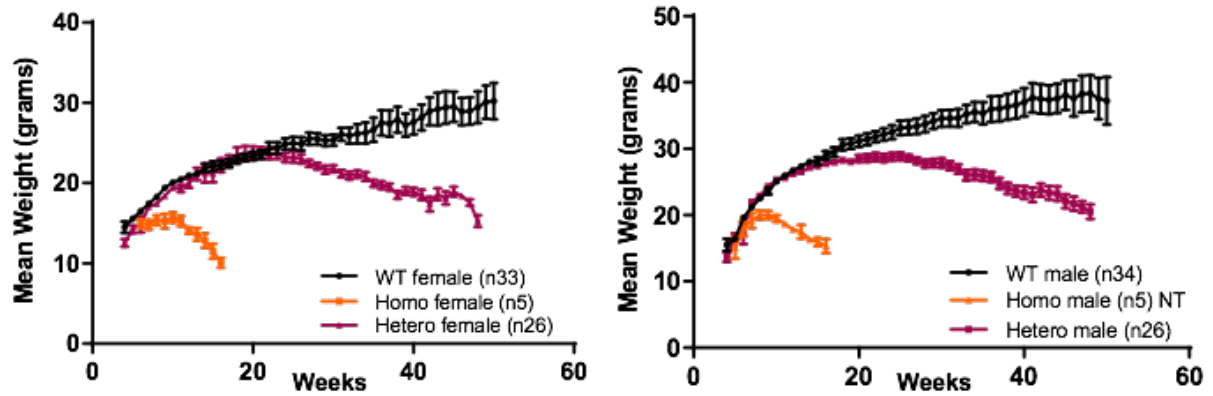 Mean Weight (grams)
40
30
20
10
0
0
20
40
60
Weeks
WT female (n33)
Homo female (n5)
Hetero female (n26)
Mean Weight (grams)
50
40
30
20
10
0
0
20
40
60
Weeks
WT male (n34)
Homo male (n5) NT
Hetero male (n26)